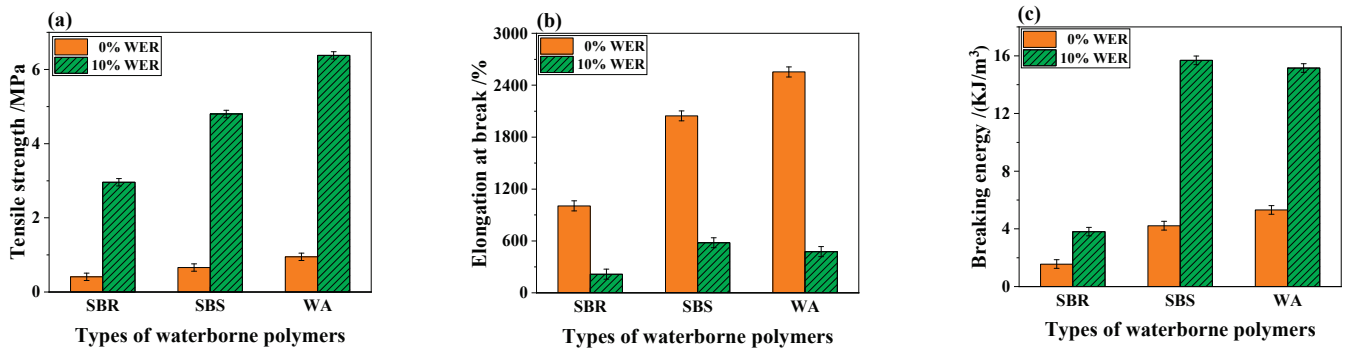 (a)
0% WER
10% WER
6
4
2
0
Tensile strength /MPa
SBR SBS WA
Types of waterborne polymers
(b)
3000
2400
1800
1200
600
0
0% WER
10% WER
Elongation at break /%
SBR SBS WA
Types of waterborne polymers
(c)
16
12
8
4
0
0% WER
10% WER
Breaking energy /(KJ/m³)
SBR SBS WA
Types of waterborne polymers